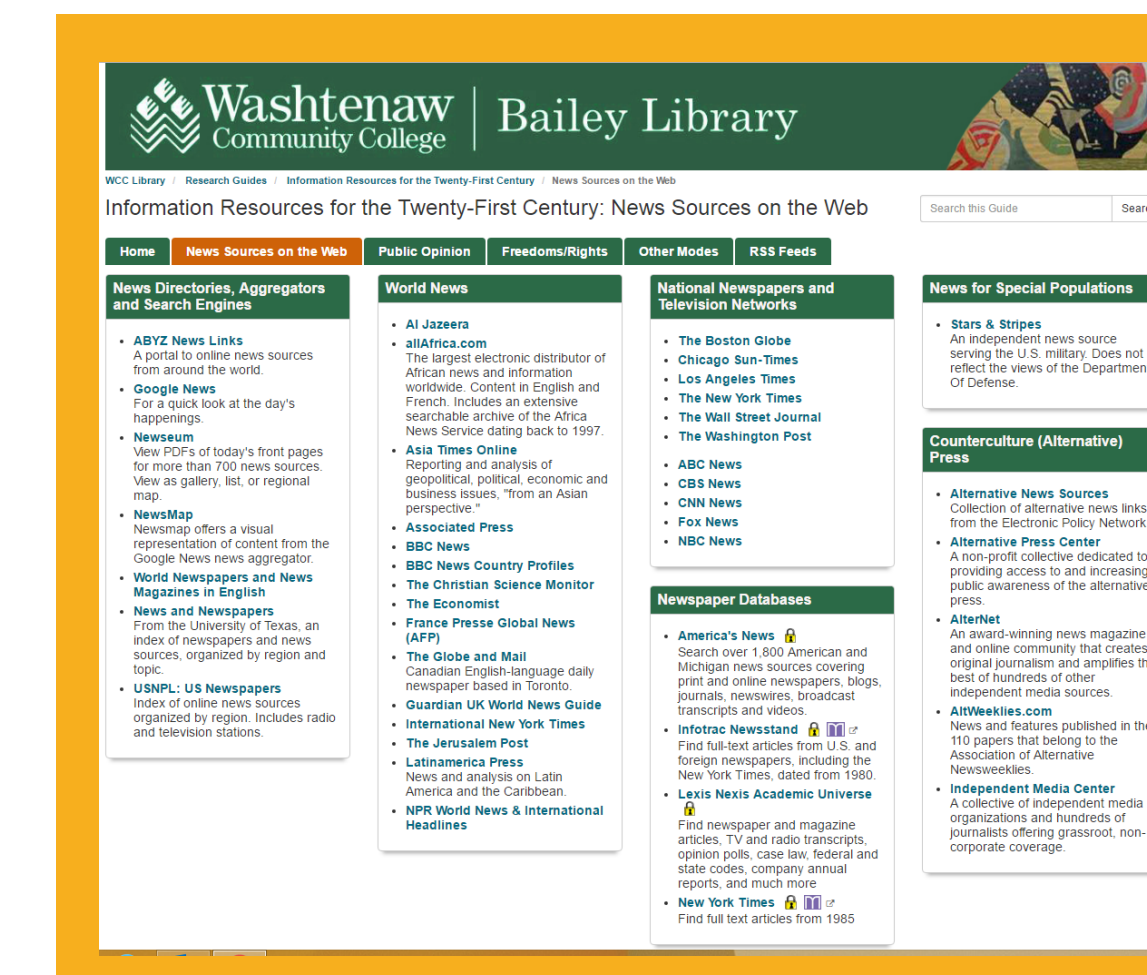 Washtenaw
Community College
Bailey Library
WCC Library / Research Guides / Information Resources for the Twenty-First Century / News Sources on the Web
Information Resources for the Twenty-First Century: News Sources on the Web
Search this Guide
Home
News Sources on the Web
Public Opinion
Freedoms/Rights
Other Modes
RSS Feeds
News Directories, Aggregators
and Search Engines
ABYZ News Links
A portal to online news sources
from around the world.
Google News
For a quick look at the day's
happenings.
Newseum
View PDFs of today's front pages
for more than 700 news sources.
View as gallery, list, or regional
map.
NewsMap
Newsmap offers a visual
representation of content from the
Google News news aggregator.
World Newspapers and News
Magazines in English
News and Newspapers
From the University of Texas, an
index of newspapers and news
sources, organized by region and
topic.
USNPL: US Newspapers
Index of online news sources
organized by region. Includes radio
and television stations.
World News
Al Jazeera
allAfrica.com
The largest electronic distributor of
African news and information
worldwide. Content in English and
French. Includes an extensive
searchable archive of the Africa
News Service dating back to 1997.
Asia Times Online
Reporting and analysis of
geopolitical, political, economic and
business issues, "from an Asian
perspective."
Associated Press
BBC News
BBC News Country Profiles
The Christian Science Monitor
The Economist
France Presse Global News
(AFP)
The Globe and Mail
Canadian English-language daily
newspaper based in Toronto.
Guardian UK World News Guide
International New York Times
The Jerusalem Post
Latinamerica Press
News and analysis on Latin
America and the Caribbean.
NPR World News & International
Headlines
National Newspapers and
Television Networks
The Boston Globe
Chicago Sun-Times
Los Angeles Times
The New York Times
The Wall Street Journal
The Washington Post
ABC News
CBS News
CNN News
Fox News
NBC News
Newspaper Databases
America's News
Search over 1,800 American and
Michigan news sources covering
print and online newspapers, blogs,
journals, newswires, broadcast
transcripts and videos.
Infotrac Newsstand
Find full-text articles from U.S. and
foreign newspapers, including the
New York Times, dated from 1980.
Lexis Nexis Academic Universe
Find newspaper and magazine
articles, TV and radio transcripts,
opinion polls, case law, federal and
state codes, company annual
reports, and much more
New York Times
Find full text articles from 1985
News for Special Populations
Stars & Stripes
An independent news source
serving the U.S. military. Does not
reflect the views of the
Of Defense.
Counterculture (Alternative)
Press
Alternative News Sources
Collection of alternative news links
from the Electronic Policy Network
Alternative Press Center
A non-profit collective dedicated to
providing access to and increasing
public awareness of the alternative
press.
AlterNet
An award-winning news magazine
and online community that creates
original journalism and amplifies
best of hundreds of other
independent media sources.
AltWeeklies.com
News and features published in
110 papers that belong to the
Association of Alternative
Newsweeklies.
Independent Media Center
A collective of independent media
organizations and hundreds of
journalists offering grassroot, non-
corporate coverage.